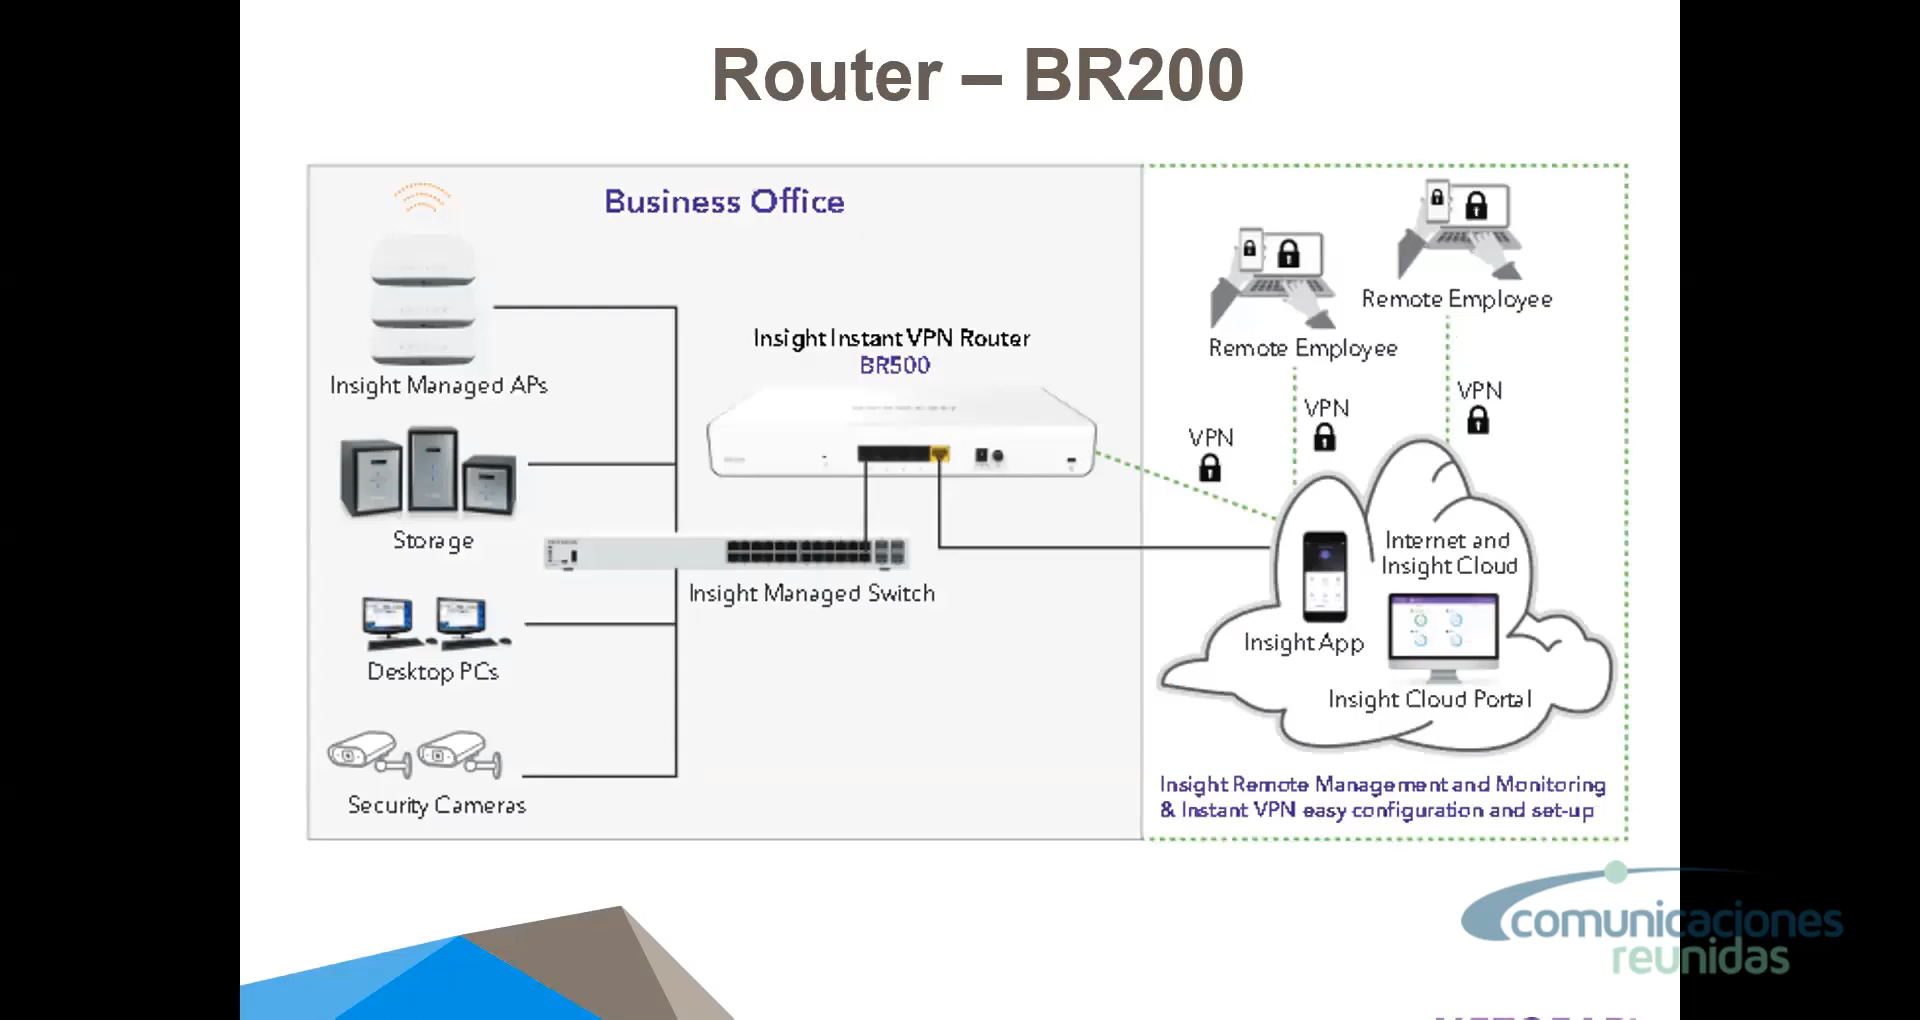 Router – BR200
Business Office
Insight Managed APs
Storage
Desktop PCs
Security Cameras
Insight Instant VPN Router
BR500
Insight Managed Switch
Remote Employee
Remote Employee
VPN
VPN
VPN
Internet and
Insight Cloud
Insight App
Insight Cloud Portal
Insight Remote Management and Monitoring
& Instant VPN easy configuration and set-up
comunicaciones
reunidas